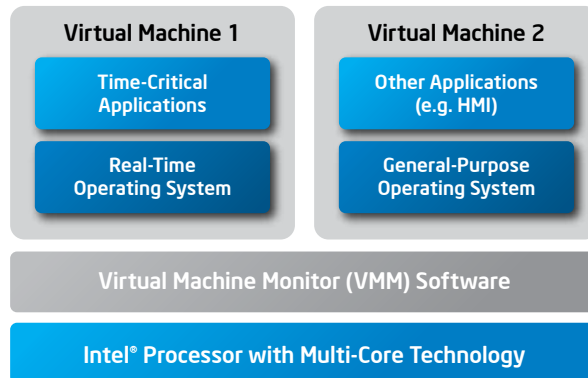 Virtual Machine 1
Time-Critical
Applications
Real-Time
Operating System
Virtual Machine 2
Other Applications
(e.g. HMI)
General-Purpose
Operating System
Virtual Machine Monitor (VMM) Software
Intel® Processor with Multi-Core Technology